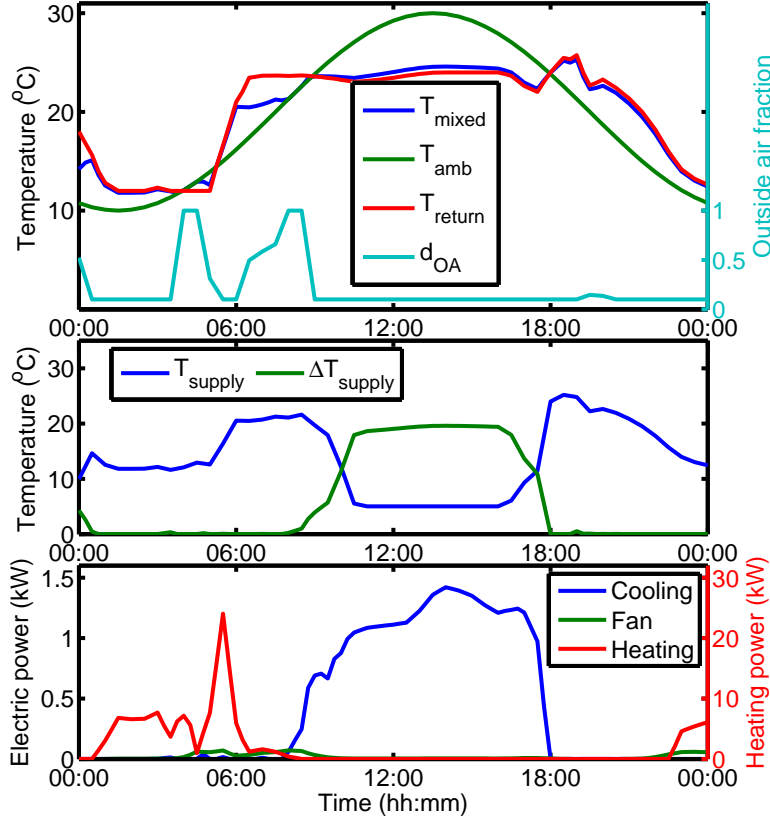 Temperature (°C)
30
20
10
T_mixed
T_amb
T_return
d_OA
1
0.5
0
Outside air fraction
00:00 06:00 12:00 18:00 00:00
Temperature (°C)
30
20
10
0
T_supply ΔT_supply
00:00 06:00 12:00 18:00 00:00
Electric power (kW)
1.5
1
0.5
0
Cooling
Fan
Heating
30
20
10
0
Heating power (kW)
00:00 06:00 12:00 18:00 00:00
Time (hh:mm)